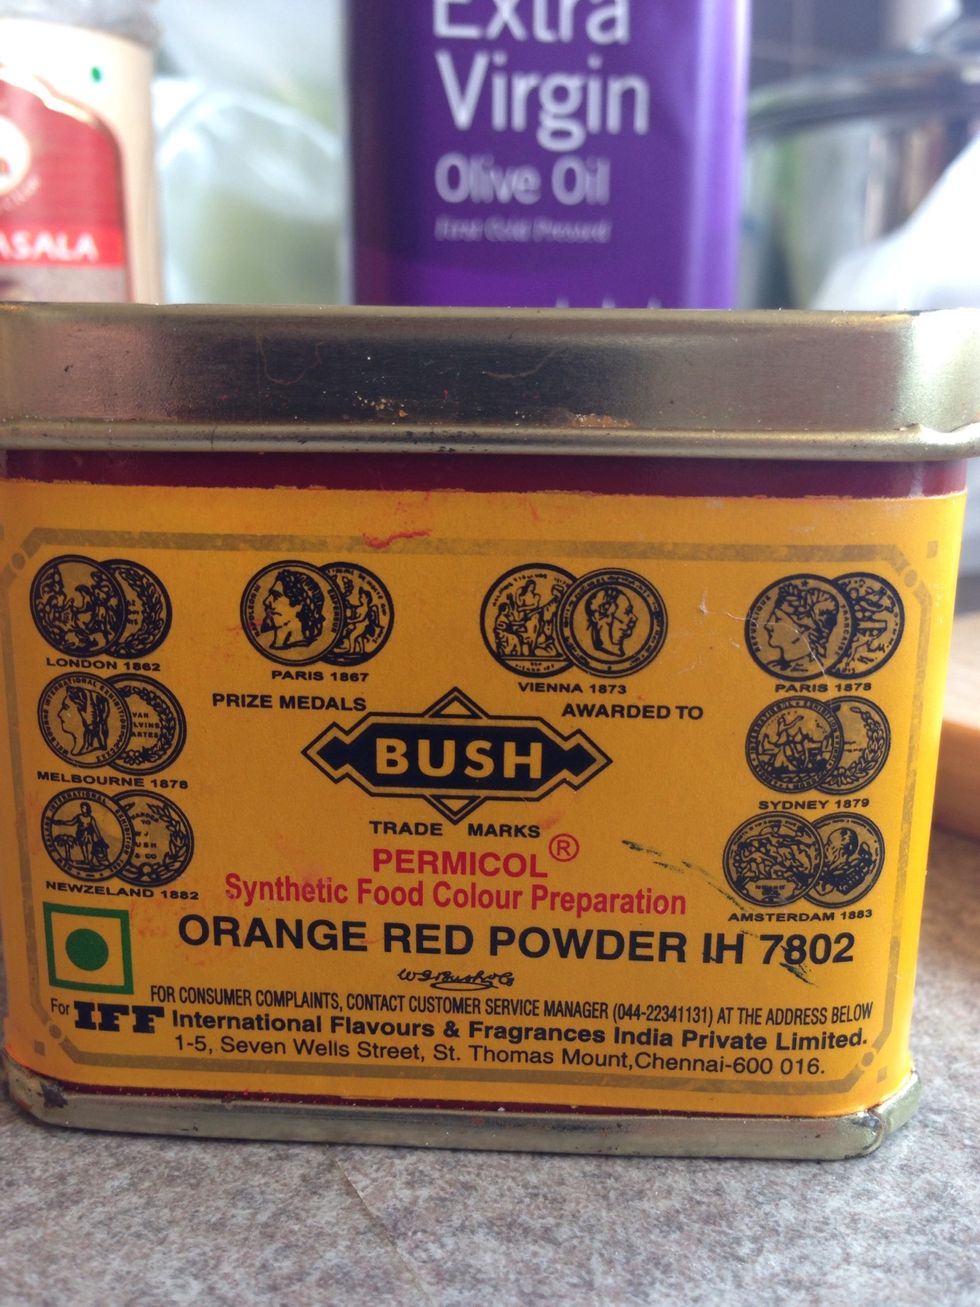 Extra
Virgin
Olive Oil
First Cold Pressed
ASALA
LONDON 1862
PARIS 1867
VIENNA 1873
PARIS 1878
PRIZE MEDALS
AWARDED TO
MELBOURNE 1878
BUSH
SYDNEY 1879
TRADE MARKS
PERMICOL®
Synthetic Food Colour Preparation
NEWZELAND 1882
AMSTERDAM 1883
ORANGE RED POWDER IH 7802
FOR CONSUMER COMPLAINTS, CONTACT CUSTOMER SERVICE MANAGER (044-22341131) AT THE ADDRESS BELOW
For IFF International Flavours & Fragrances India Private Limited.
1-5, Seven Wells Street, St. Thomas Mount,Chennai-600 016.